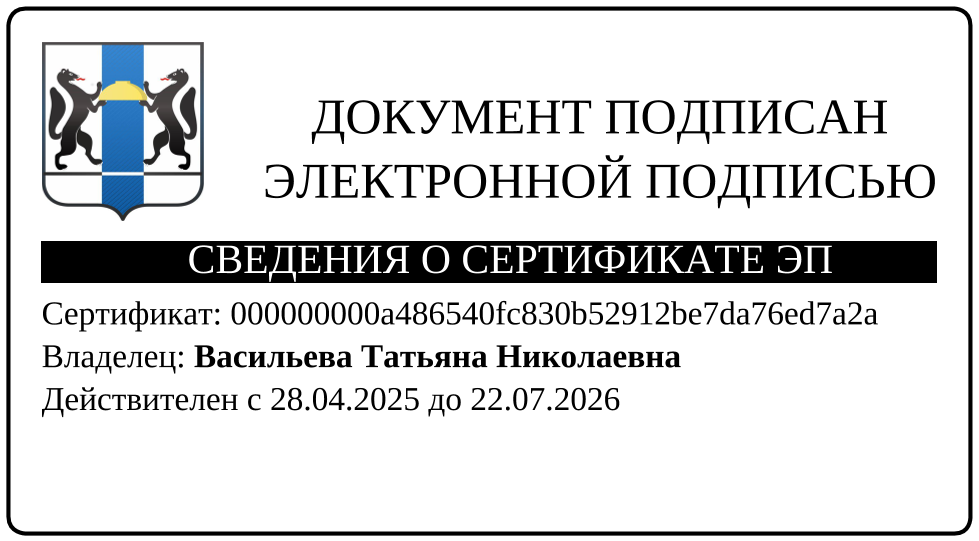 ДОКУМЕНТ ПОДПИСАН
ЭЛЕКТРОННОЙ ПОДПИСЬЮ
СВЕДЕНИЯ О СЕРТИФИКАТЕ ЭП
Сертификат: 000000000a486540fc830b52912be7da76ed7a2a
Владелец: Васильева Татьяна Николаевна
Действителен с 28.04.2025 до 22.07.2026